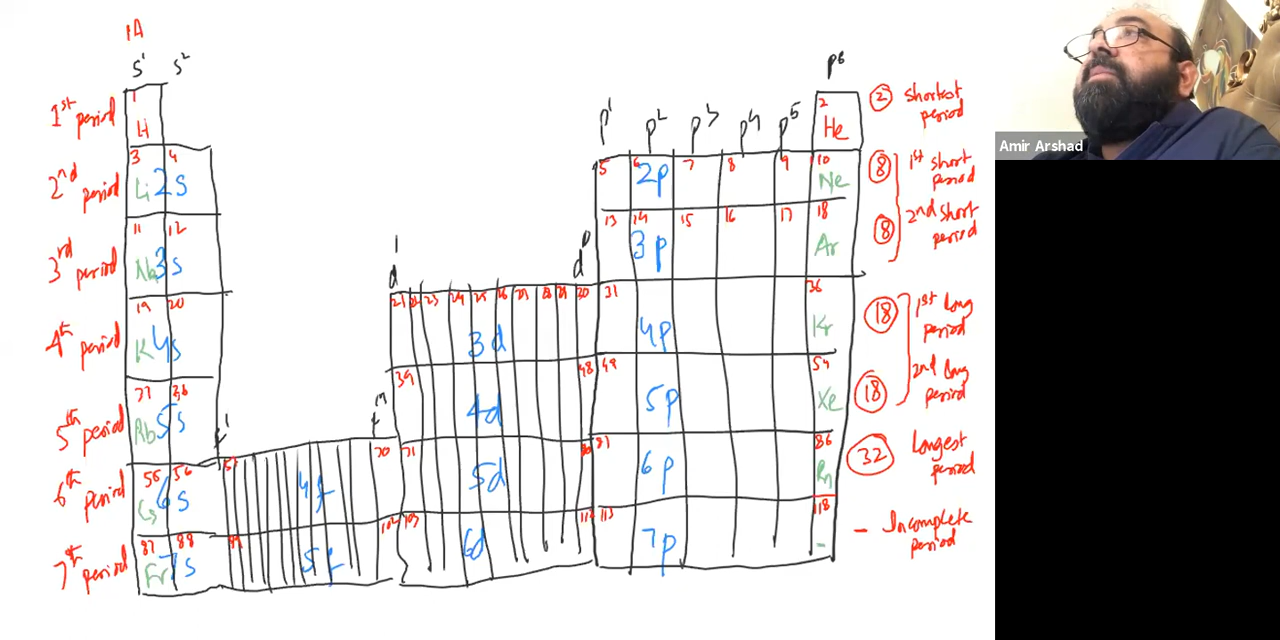 1A
s¹ s²
p⁶
1st period
1
H
p¹ p² p³ p⁴ p⁵
2
He
② shortest period
Amir Arshad
2nd period
3 4
Li 2s
5 6 7 8 9 10
2p
Ne
⑧ 1st short period
3rd period
11 12
Na 3s
13 14 15 16 17 18
3p
Ar
⑧ 2nd short period
d¹
4th period
19 20
K 4s
21 23 24 25 26 28 29 30 31 36
3d
4p
Kr
⑱ 1st long period
5th period
37 38
Rb 5s
39 48 49 54
4d
5p
Xe
⑱ 2nd long period
f¹
6th period
55 56
Cs 6s
57 70 71 80 81 86
4f
5d
6p
Rn
㉜ Longest period
7th period
87 88
Fr 7s
89 102 103 112 113 118
5f
6d
7p
- Incomplete period